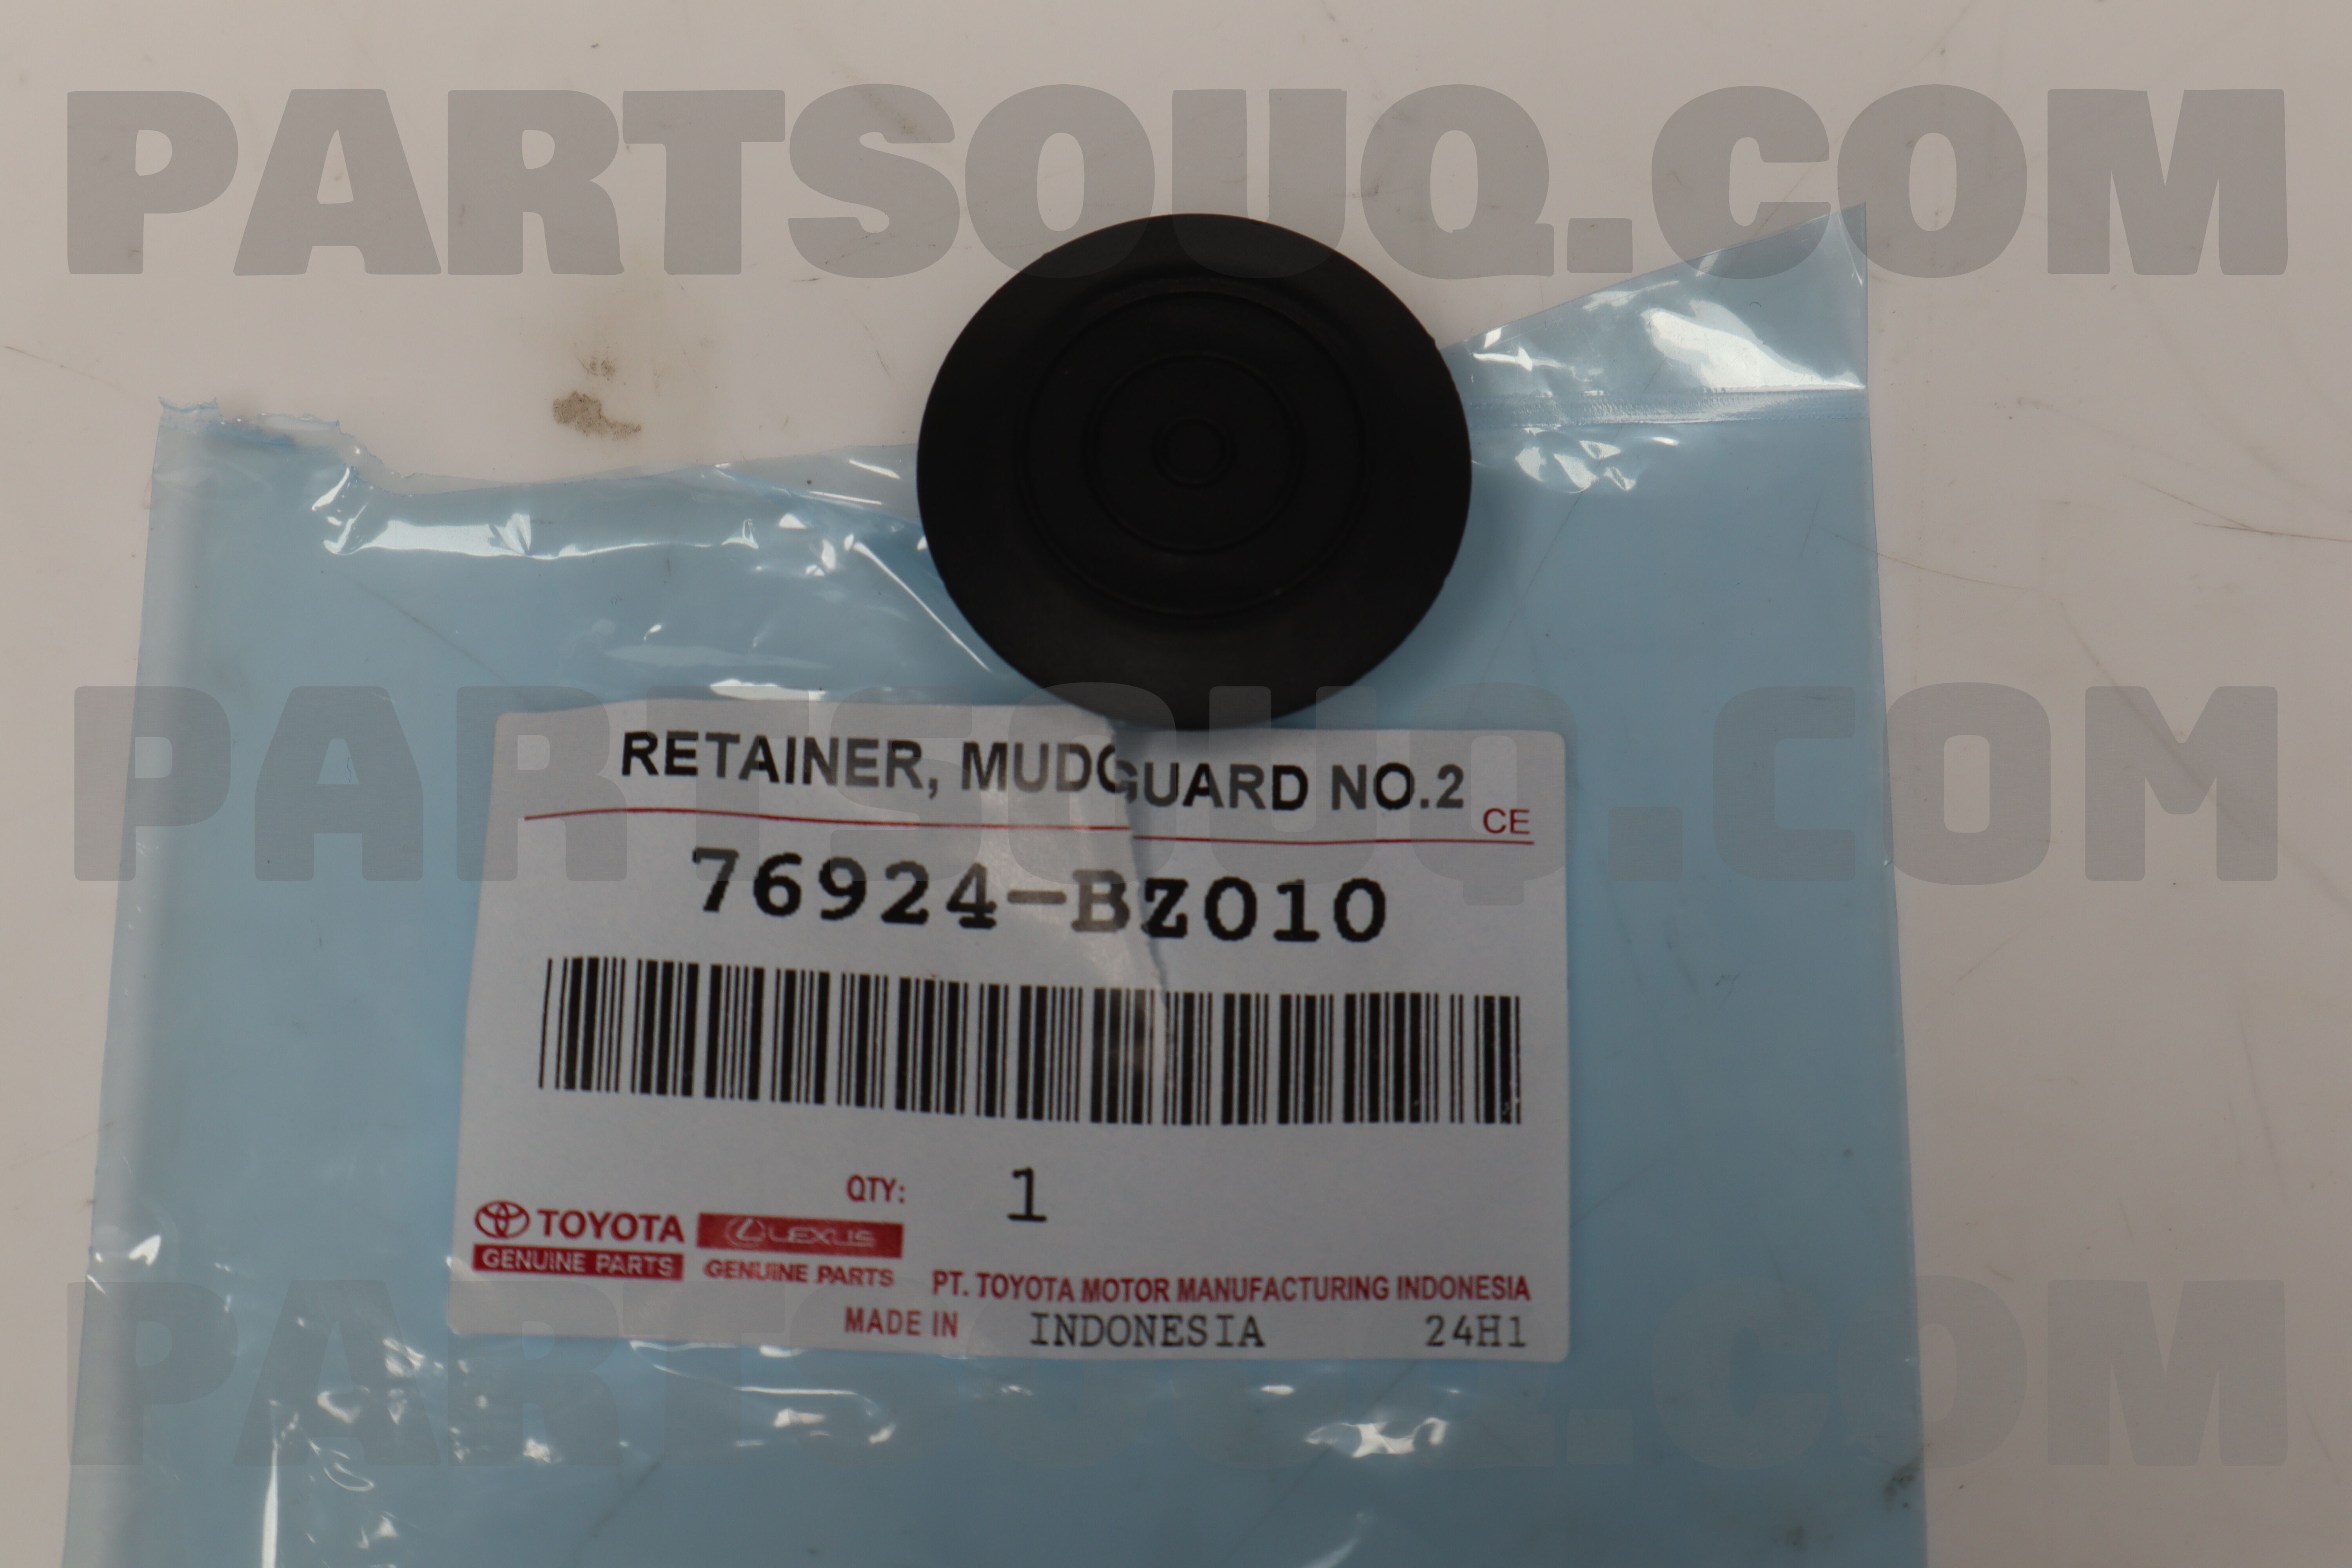 PARTSOUQ.COM
PARTSOUQ.COM
RETAINER, MUDGUARD NO.2
CE
76924-BZ010
QTY: 1
TOYOTA
GENUINE PARTS
LEXUS
GENUINE PARTS
PT. TOYOTA MOTOR MANUFACTURING INDONESIA
MADE IN INDONESIA 24H1
PARTSOUQ.COM